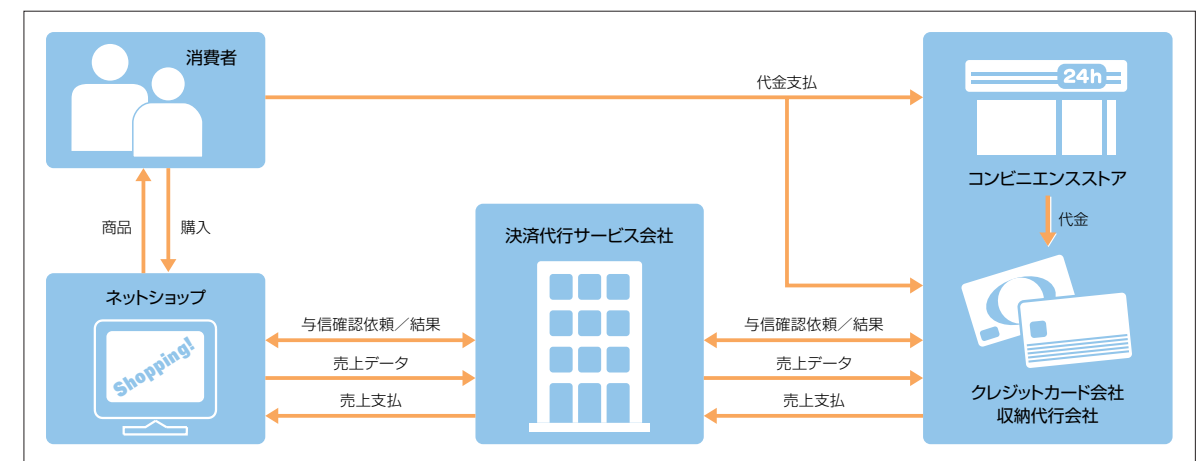 消費者
代金支払
24h
コンビニエンスストア
代金
商品
購入
決済代行サービス会社
ネットショップ
Shopping!
与信確認依頼／結果
売上データ
売上支払
与信確認依頼／結果
売上データ
売上支払
クレジットカード会社
収納代行会社